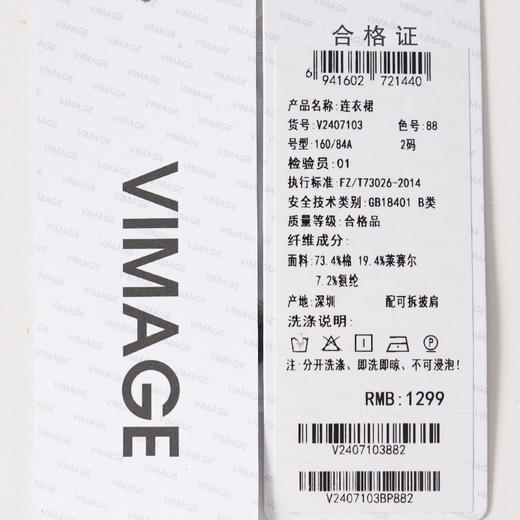 VIMAGE
合格证
6 941602 721440
产品名称:连衣裙
货号:V2407103 色号:88
号型:160/84A 2码
检验员:01
执行标准:FZ/T73026-2014
安全技术类别:GB18401 B类
质量等级:合格品
纤维成分:
面料:73.4%棉 19.4%莱赛尔
7.2%氨纶
产地:深圳 配可拆披肩
洗涤说明:
注:分开洗涤、即洗即晾、不可浸泡!
RMB:1299
V2407103882
V2407103BP882